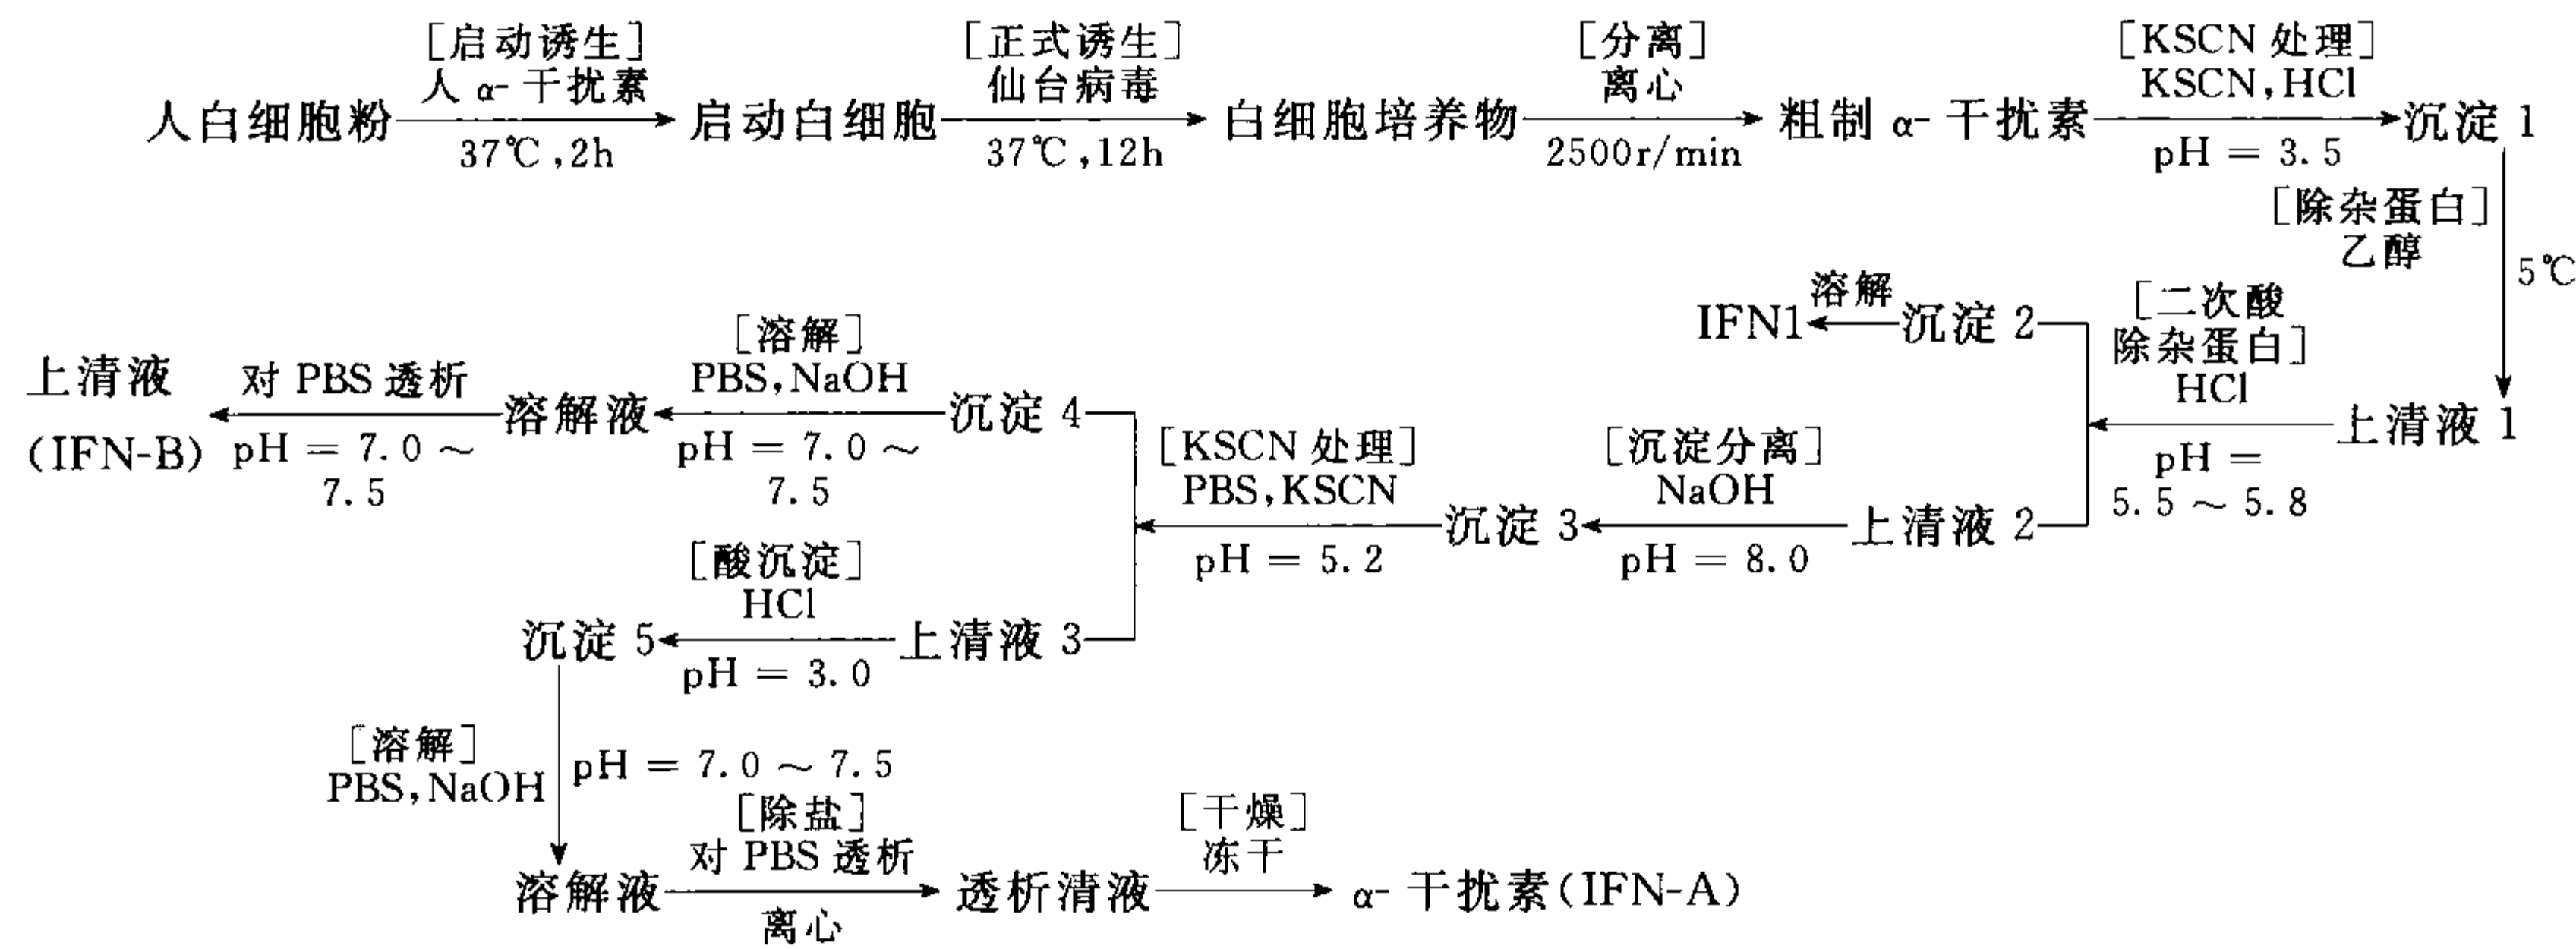 [启动诱生] [正式诱生] [分离] [KSCN 处理]
人 α- 干扰素 仙台病毒 离心 KSCN,HCl
人白细胞粉 启动白细胞 白细胞培养物 粗制 α- 干扰素 沉淀 1
37℃,2h 37℃,12h 2500r/min pH = 3.5
[除杂蛋白]
乙醇
5℃
[二次酸
除杂蛋白]
HCl
pH =
5.5 ~ 5.8
上清液 1
IFN1 溶解 沉淀 2
上清液 2
[沉淀分离]
NaOH
pH = 8.0
沉淀 3
[KSCN 处理]
PBS,KSCN
pH = 5.2
沉淀 4
[溶解]
PBS,NaOH
pH = 7.0 ~
7.5
溶解液
对 PBS 透析
pH = 7.0 ~
7.5
上清液
(IFN-B)
上清液 3
[酸沉淀]
HCl
pH = 3.0
沉淀 5
[溶解]
PBS,NaOH
pH = 7.0 ~ 7.5
溶解液
[除盐]
对 PBS 透析
离心
透析清液
[干燥]
冻干
α- 干扰素(IFN-A)